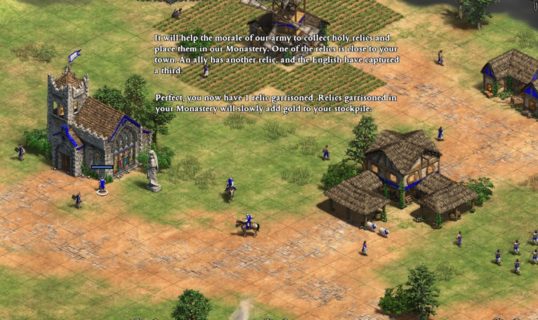 It will help the morale of our army to collect holy relics and
place them in our Monastery. One of the relics is close to your
town. An ally has another relic, and the English have captured
a third.
Perfect, you now have 1 relic garrisoned .Relics garrisoned in
your Monastery will slowly add gold to your stockpile.